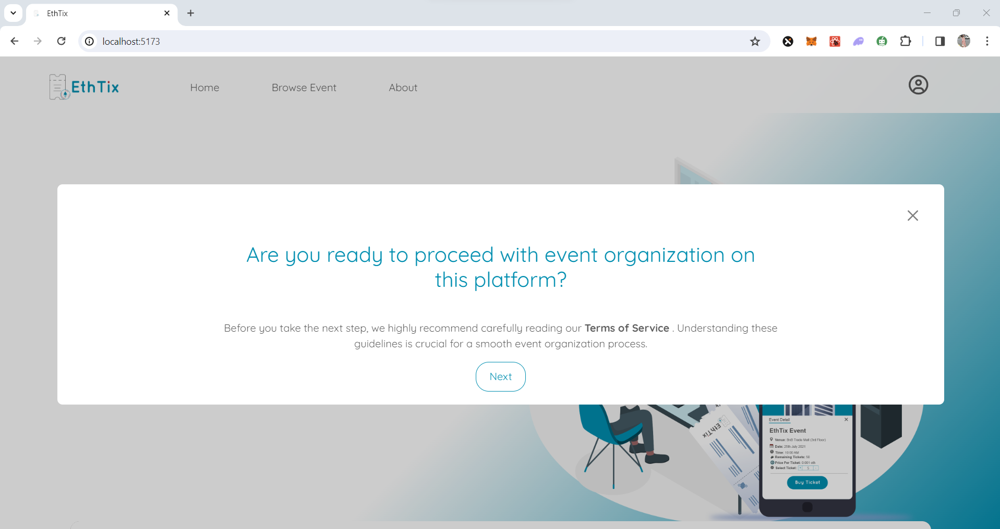 EthTix
localhost:5173
EthTix
Home
Browse Event
About
Are you ready to proceed with event organization on
this platform?
Before you take the next step, we highly recommend carefully reading our Terms of Service . Understanding these
guidelines is crucial for a smooth event organization process.
Next
EthTix
Event Detail
EthTix Event
Venue: BnB Trade Mall (3rd Floor)
Date: 25th July 2021
Time: 10:00 AM
Remaining Tickets: 50
Price Per Ticket: 0.001 eth
Select Ticket: + 5 -
Buy Ticket